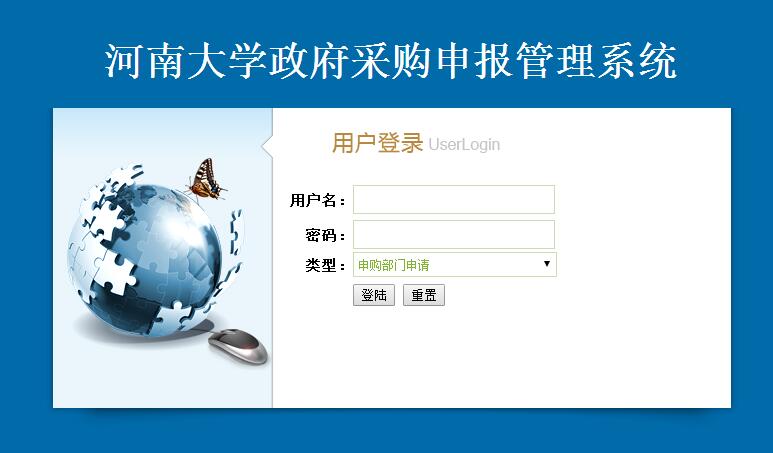 河南大学政府采购申报管理系统
用户登录 UserLogin
用户名：
密码：
类型： 申购部门申请
登陆 重置